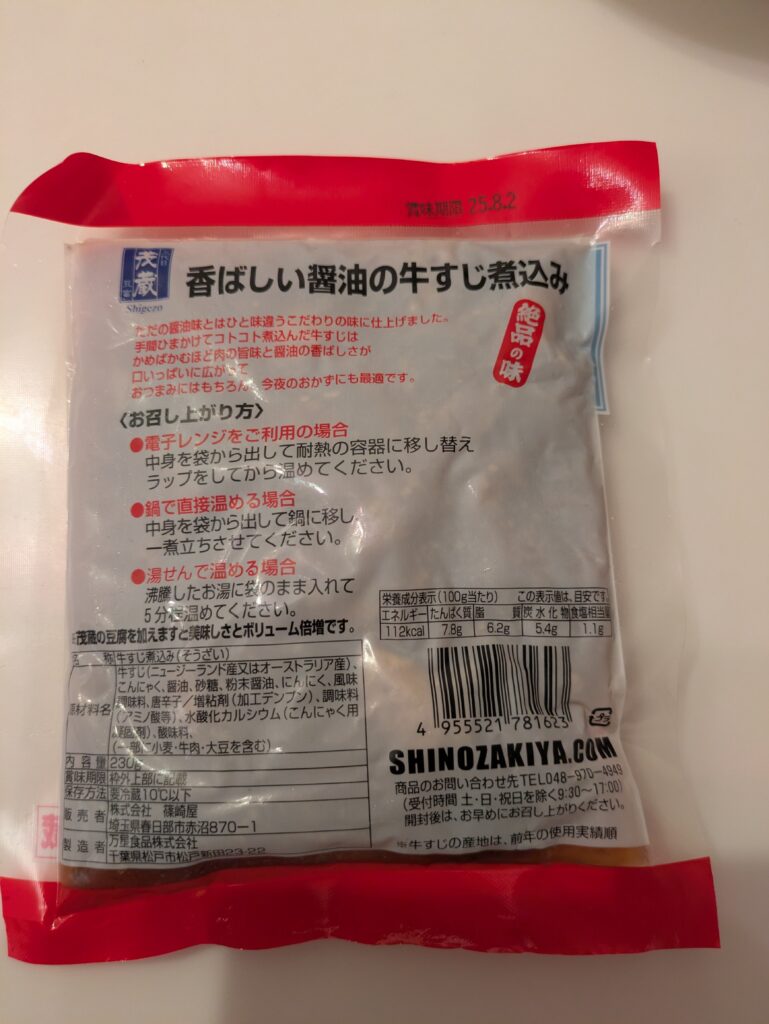 賞味期限 25.8.2
茂蔵
豆富
Shigezo
香ばしい醤油の牛すじ煮込み
絶品の味
ただの醤油味とはひと味違うこだわりの味に仕上げました。
手間ひまかけてコトコト煮込んだ牛すじは
かめばかむほど肉の旨味と醤油の香ばしさが
口いっぱいに広がって
おつまみにはもちろん、今夜のおかずにも最適です。
〈お召し上がり方〉
●電子レンジをご利用の場合
中身を袋から出して耐熱の容器に移し替え
ラップをしてから温めてください。
●鍋で直接温める場合
中身を袋から出して鍋に移し
一煮立ちさせてください。
●湯せんで温める場合
沸騰したお湯に袋のまま入れて
5分程温めてください。
※茂蔵の豆腐を加えますと美味しさとボリューム倍増です。
名 称 牛すじ煮込み(そうざい)
原材料名 牛すじ(ニュージーランド産又はオーストラリア産)、
こんにゃく、醤油、砂糖、粉末醤油、にんにく、風味
調味料、唐辛子/増粘剤(加工デンプン)、調味料
(アミノ酸等)、水酸化カルシウム(こんにゃく用
凝固剤)、酸味料、
(一部に小麦・牛肉・大豆を含む)
内容量 230g
賞味期限 枠外上部に記載
保存方法 要冷蔵10℃以下
販売者 株式会社 篠崎屋
埼玉県春日部市赤沼870-1
製造者 万星食品株式会社
千葉県松戸市松戸新田23-22
栄養成分表示(100g当たり) この表示値は、目安です。
エネルギー たんぱく質 脂質 炭水化物 食塩相当量
112kcal 7.8g 6.2g 5.4g 1.1g
4 955521 781623
SHINOZAKIYA.COM
商品のお問い合わせ先TEL048-970-4949
(受付時間 土・日・祝日を除く9:30~17:00)
開封後は、お早めにお召し上がりください。
※牛すじの産地は、前年の使用実績順